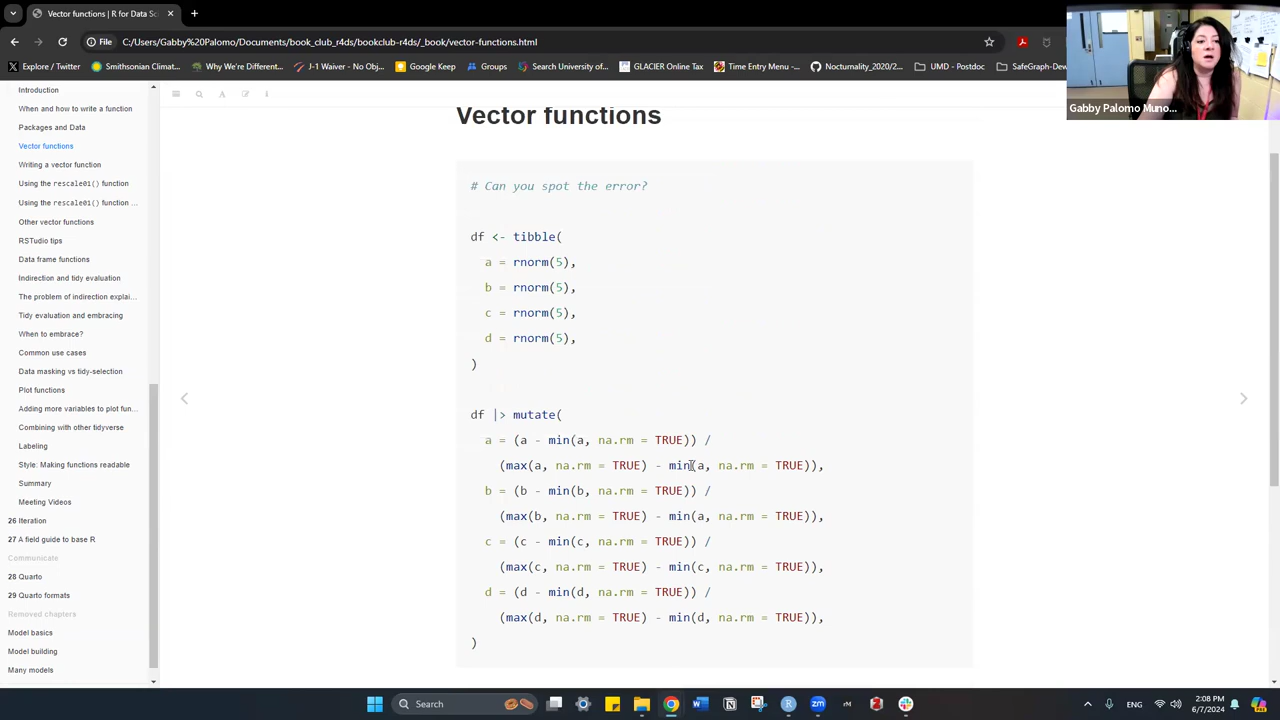 Vector functions | R for Data Sc
File
C:/Users/Gabby%20Palomo/Documents/book_club_r4ds/bookclub-r4ds/_book/vector-functions.html
Explore / Twitter
Smithsonian Climat...
Why We're Different...
J-1 Waiver - How to...
Google Keep
GLACIER Time Entry
Time Entry Menu -...
Nocturnality_2020/2...
QUMD - Priority List
SafeGraph-Dewey
Gabby Palomo Muno...
Introduction
When and how to write a function
Packages and Data
Vector functions
Writing a vector function
Using the rescale01() function
Using the rescale01() function ...
Other vector functions
RSTudio tips
Data frame functions
Indirection and tidy evaluation
The problem of indirection explai...
Tidy evaluation and embracing
When to embrace?
Common use cases
Data masking vs tidy-selection
Plot functions
Adding more variables to plot fun...
Combining with other tidyverse
Labeling
Style: Making functions readable
Summary
Meeting Videos
26 Iteration
27 A field guide to base R
Communicate
28 Quarto
29 Quarto formats
Removed chapters
Model basics
Model building
Many models
Vector functions
# Can you spot the error?
df <- tibble(
a = rnorm(5),
b = rnorm(5),
c = rnorm(5),
d = rnorm(5),
)
df |> mutate(
a = (a - min(a, na.rm = TRUE)) /
(max(a, na.rm = TRUE) - min(a, na.rm = TRUE)),
b = (b - min(b, na.rm = TRUE)) /
(max(b, na.rm = TRUE) - min(a, na.rm = TRUE)),
c = (c - min(c, na.rm = TRUE)) /
(max(c, na.rm = TRUE) - min(c, na.rm = TRUE)),
d = (d - min(d, na.rm = TRUE)) /
(max(d, na.rm = TRUE) - min(d, na.rm = TRUE)),
)
Search
ENG
2:08 PM
6/7/2024